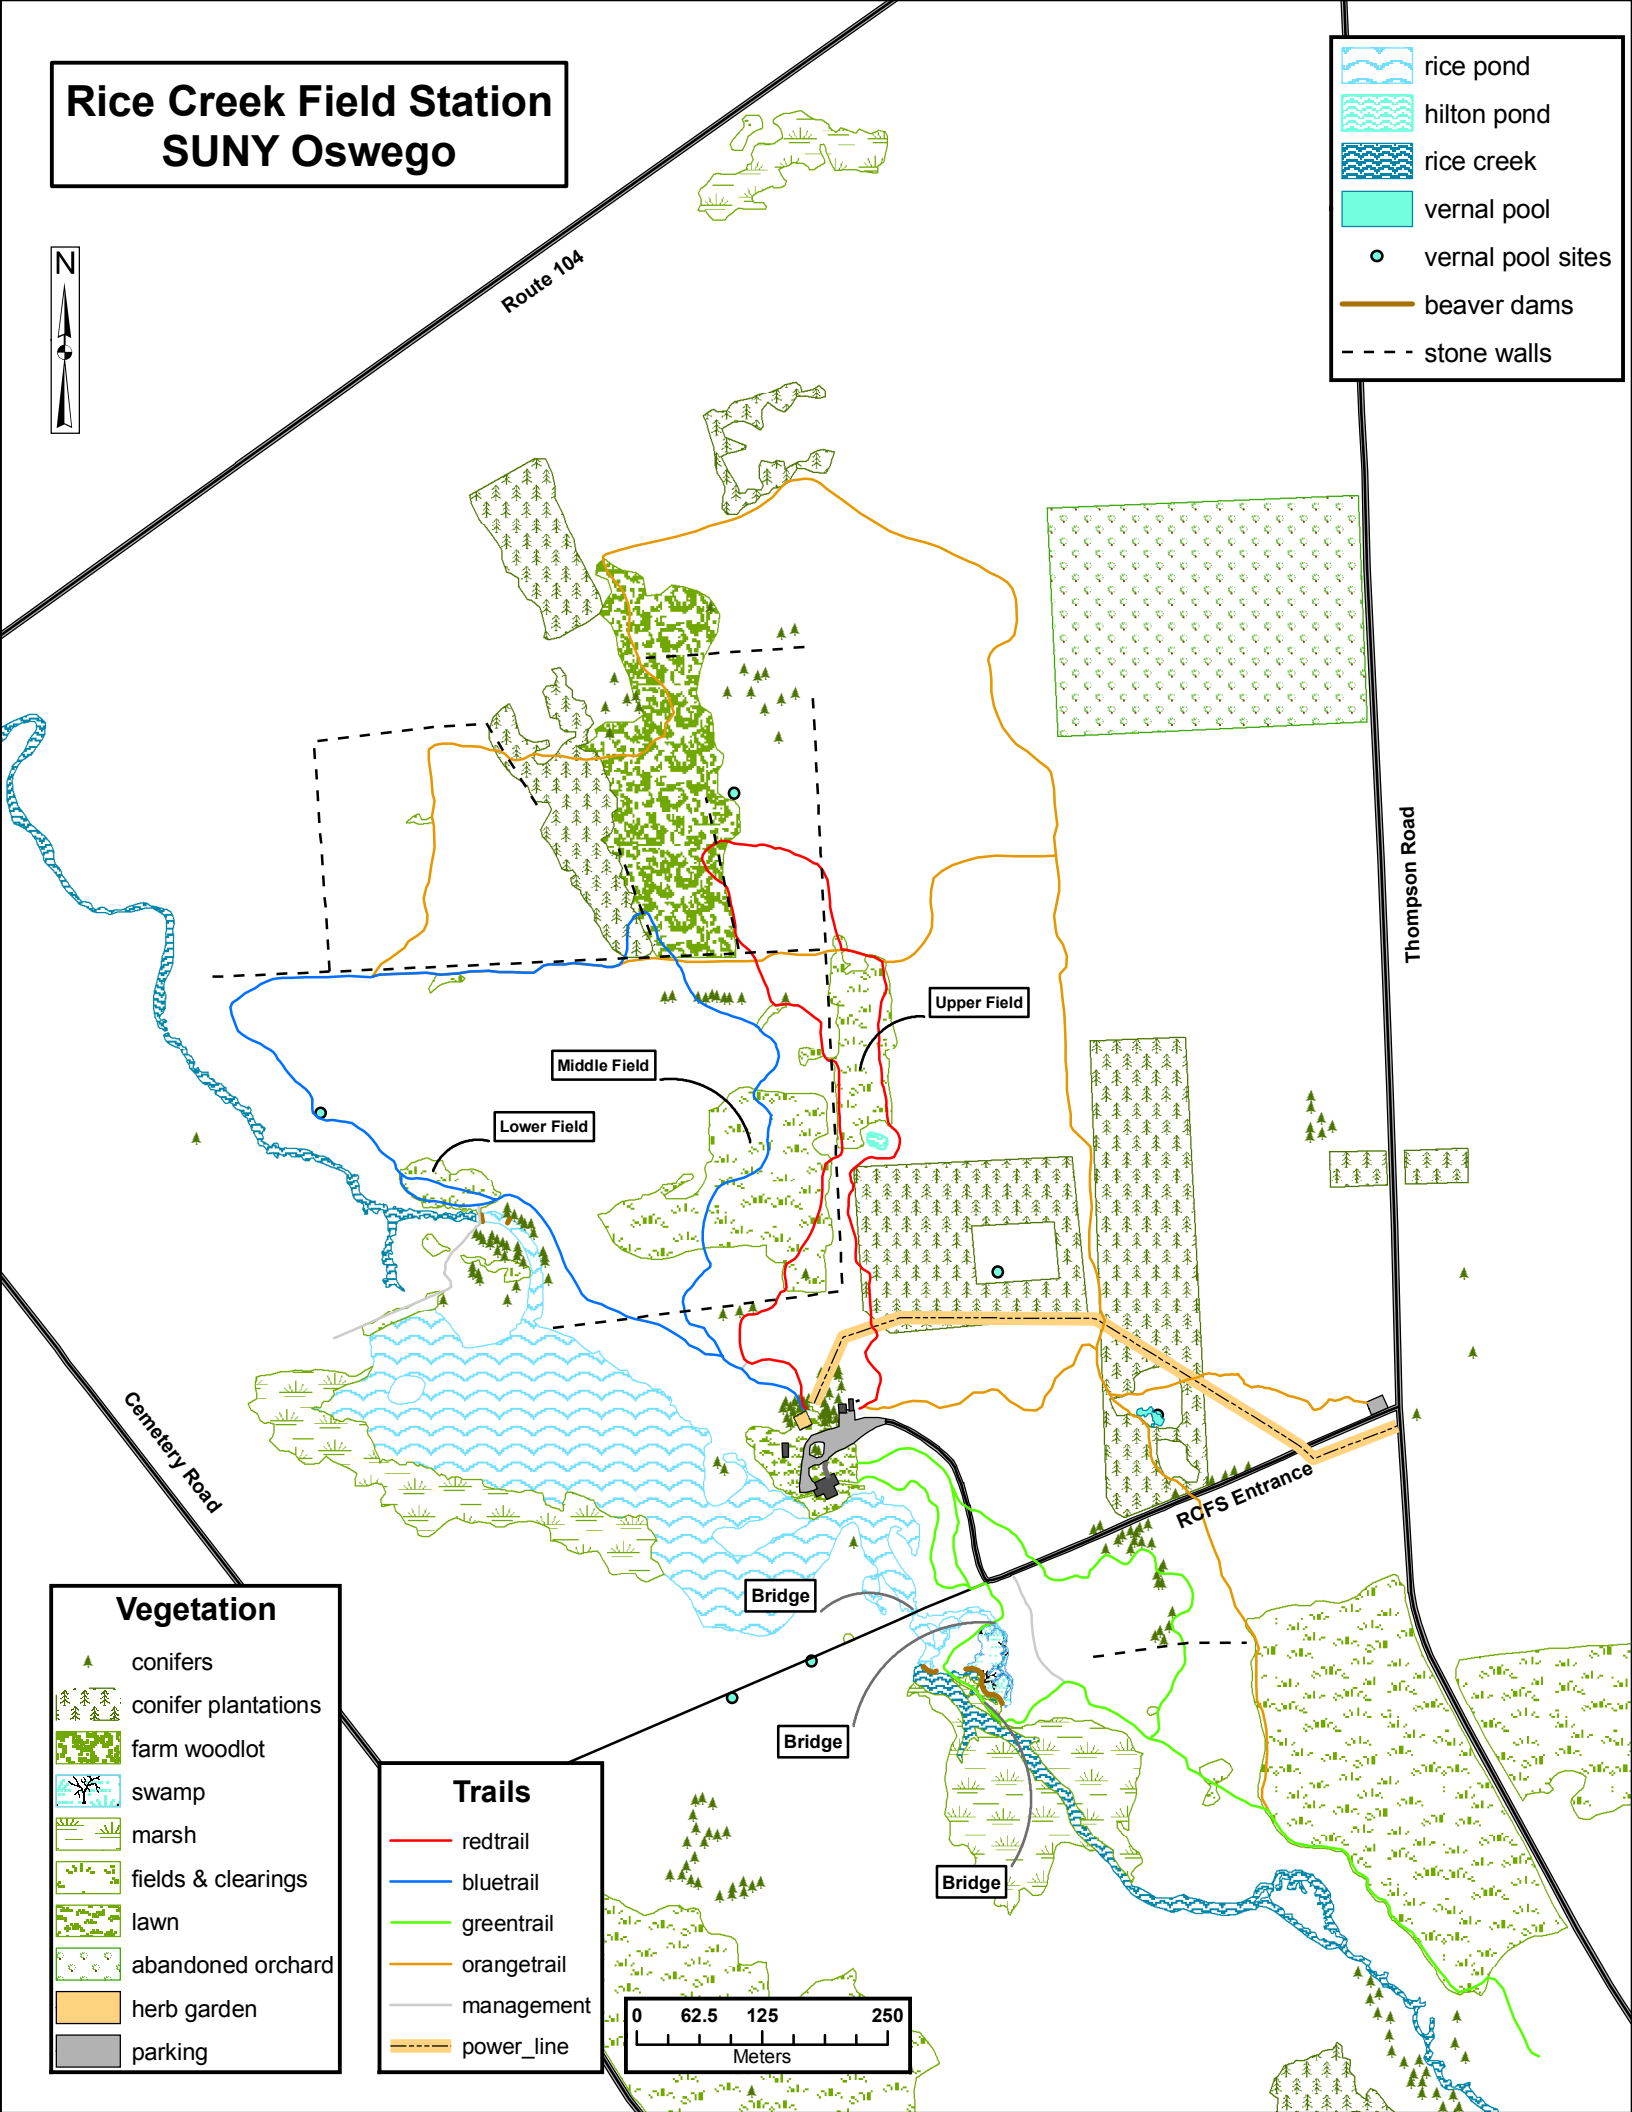 Rice Creek Field Station
SUNY Oswego
N
Route 104
rice pond
hilton pond
rice creek
vernal pool
vernal pool sites
beaver dams
stone walls
Thompson Road
Upper Field
Middle Field
Lower Field
Cemetery Road
RCFS Entrance
Bridge
Bridge
Bridge
Vegetation
conifers
conifer plantations
farm woodlot
swamp
marsh
fields & clearings
lawn
abandoned orchard
herb garden
parking
Trails
redtrail
bluetrail
greentrail
orangetrail
management
power_line
0 62.5 125 250
Meters